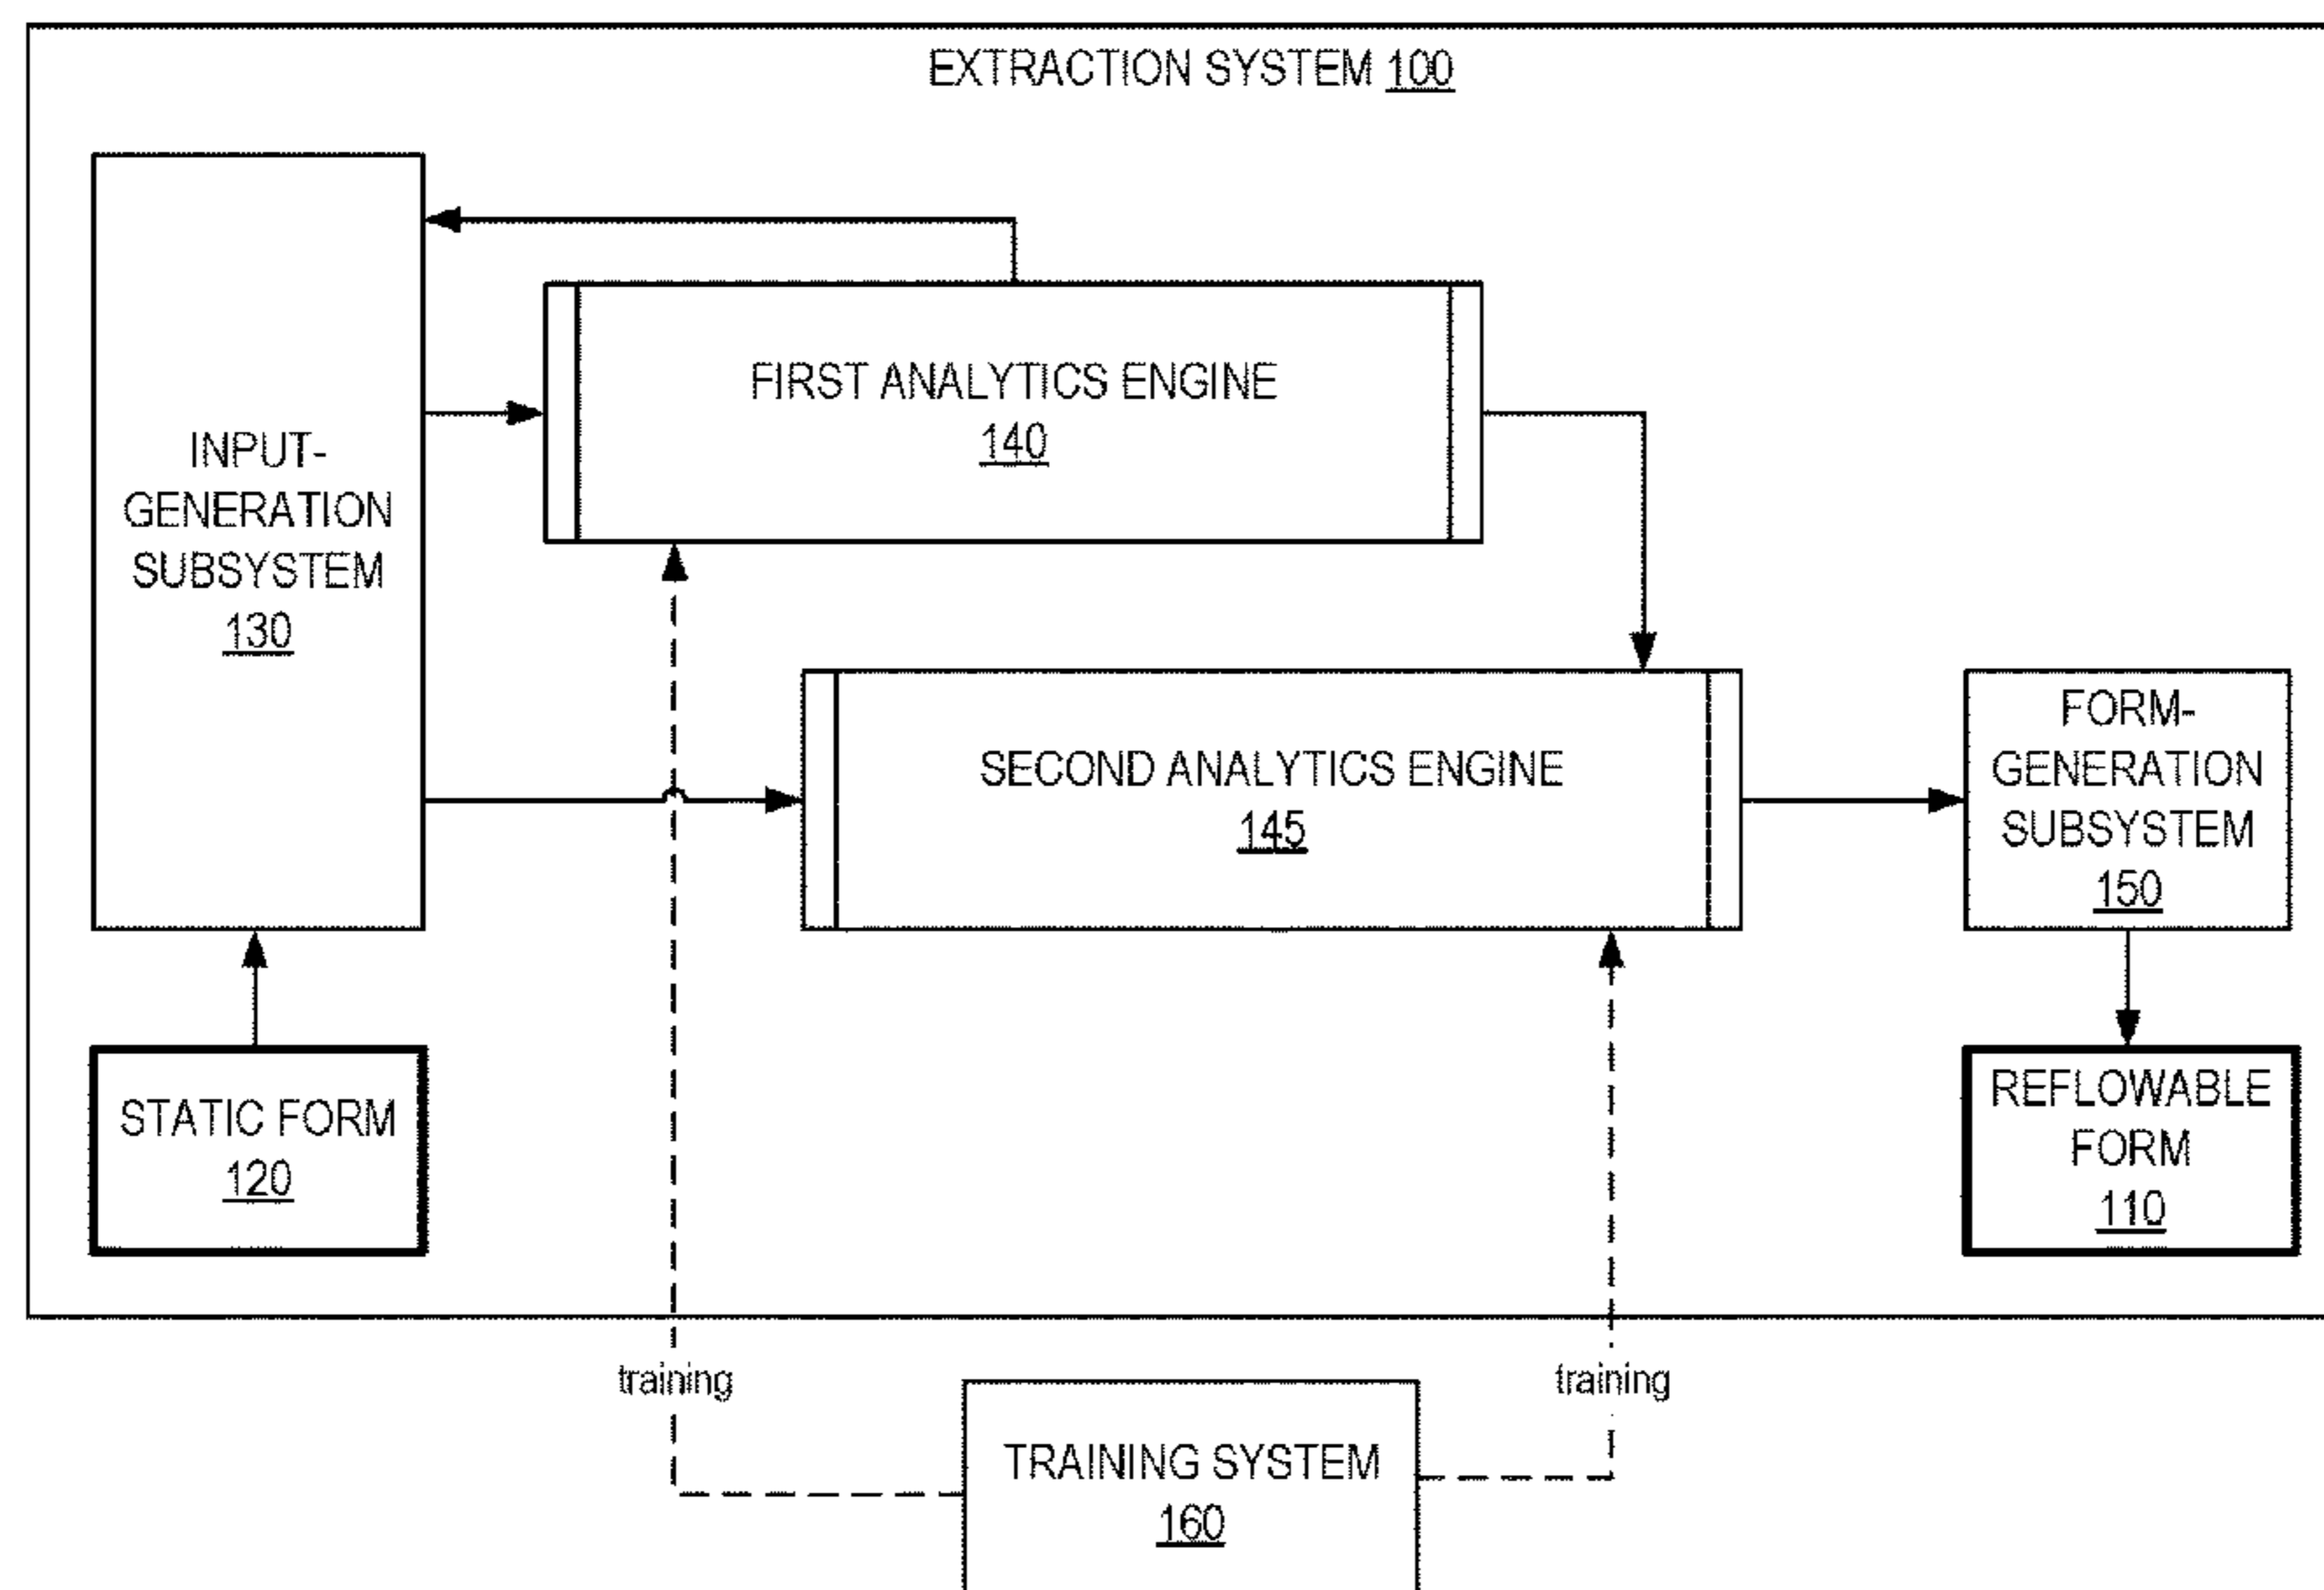 EXTRACTION SYSTEM 100
INPUT-
GENERATION
SUBSYSTEM
130
FIRST ANALYTICS ENGINE
140
SECOND ANALYTICS ENGINE
145
FORM-
GENERATION
SUBSYSTEM
150
STATIC FORM
120
REFLOWABLE
FORM
110
training
training
TRAINING SYSTEM
160